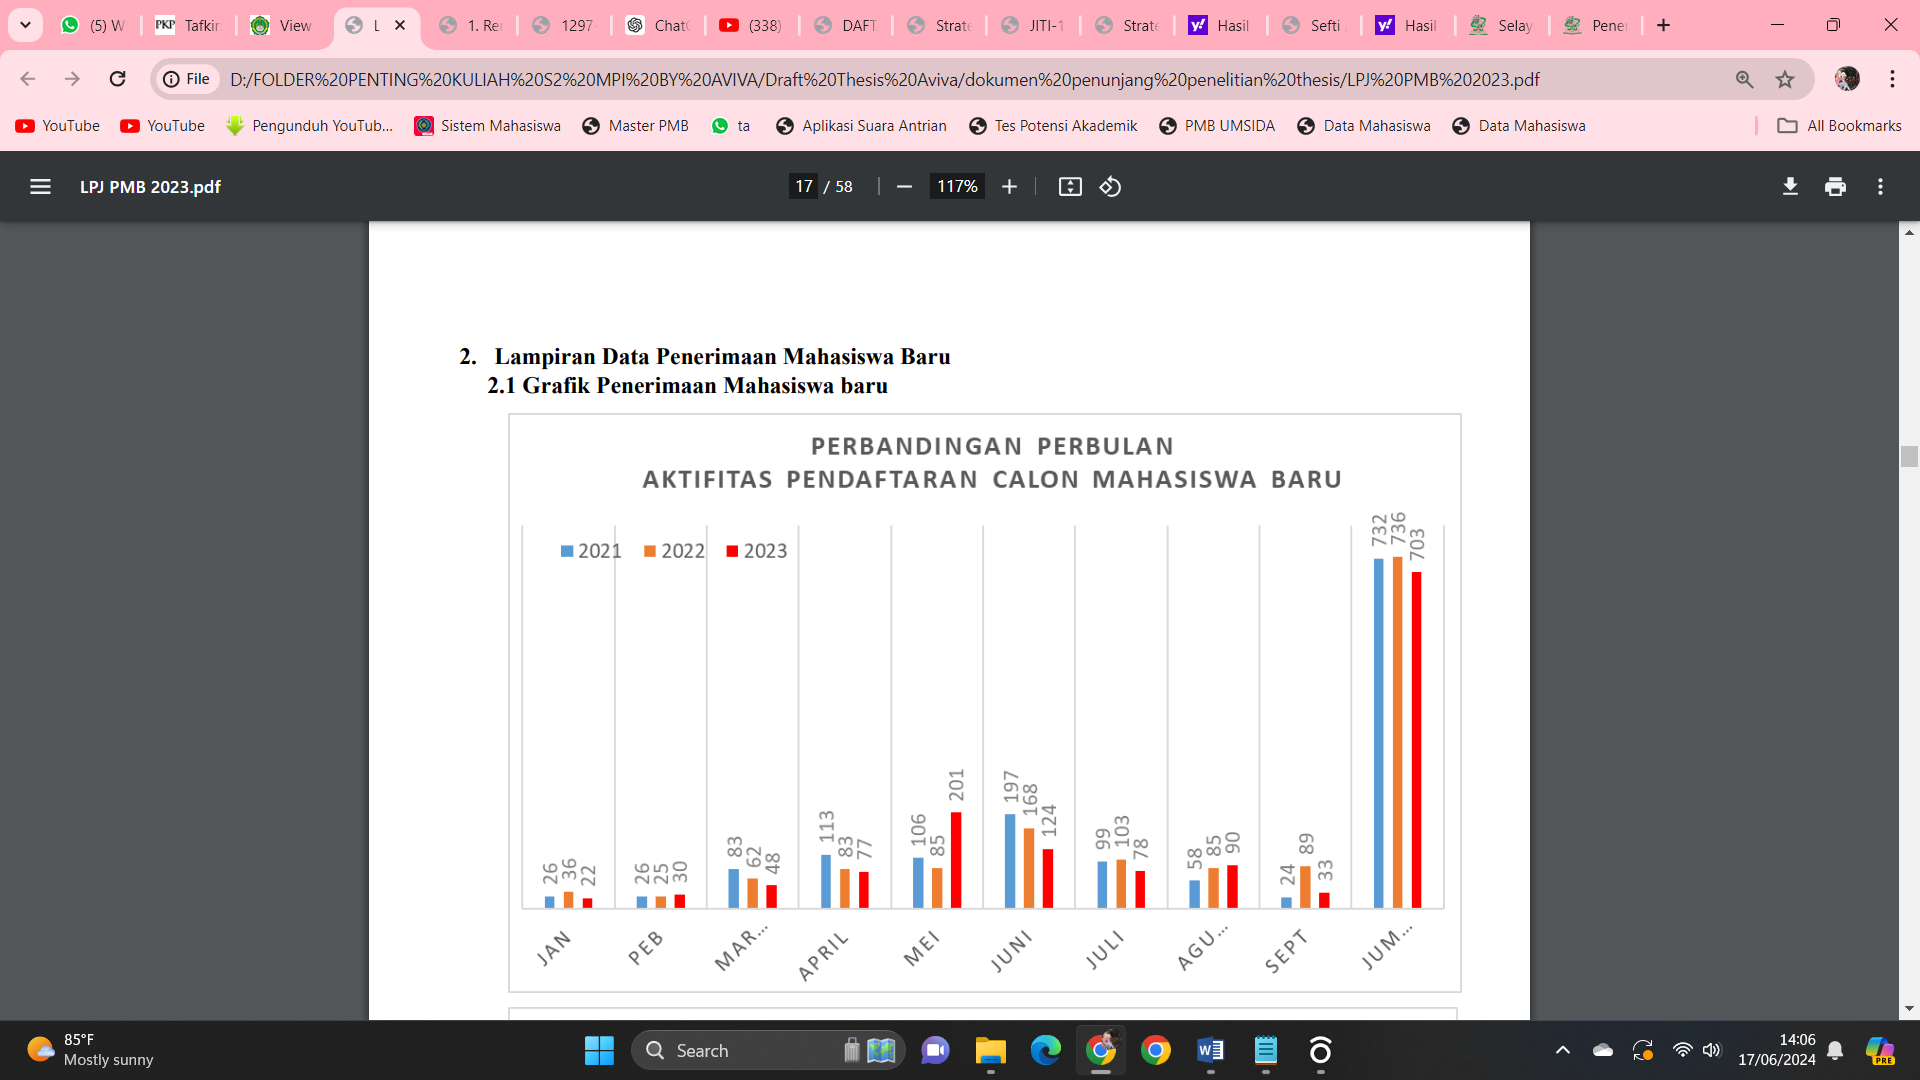 (5) W
PKP Tafkir
View
L
1. Rer
1297-
ChatG
(338)
DAFT
Strate
JITI-1
Strate
Hasil
Sefti
Hasil
Selay
Pener
File
D:/FOLDER%20PENTING%20KULIAH%20S2%20MPI%20BY%20AVIVA/Draft%20Thesis%20Aviva/dokumen%20penunjang%20penelitian%20thesis/LPJ%20PMB%202023.pdf
YouTube YouTube Pengunduh YouTub... Sistem Mahasiswa Master PMB ta Aplikasi Suara Antrian Tes Potensi Akademik PMB UMSIDA Data Mahasiswa Data Mahasiswa All Bookmarks
LPJ PMB 2023.pdf
17 / 58
117%
2. Lampiran Data Penerimaan Mahasiswa Baru
2.1 Grafik Penerimaan Mahasiswa baru
PERBANDINGAN PERBULAN
AKTIFITAS PENDAFTARAN CALON MAHASISWA BARU
2021 2022 2023
26 36 22
26 25 30
83 62 48
113 83 77
106 85 201
197 168 124
99 103 78
58 85 90
24 89 33
732 736 703
JAN
PEB
MAR...
APRIL
MEI
JUNI
JULI
AGU...
SEPT
JUM...
85°F
Mostly sunny
Search
14:06
17/06/2024
PRE